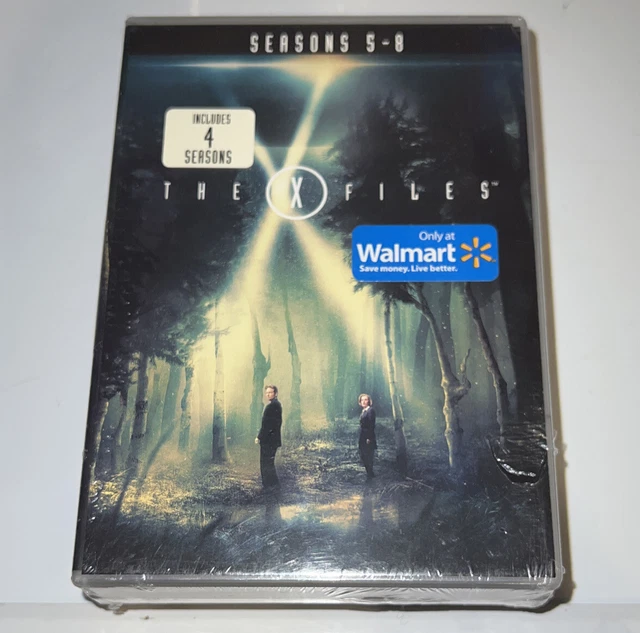 SEASONS 5-8
INCLUDES
4
SEASONS
THE X FILES™
Only at
Walmart
Save money. Live better.